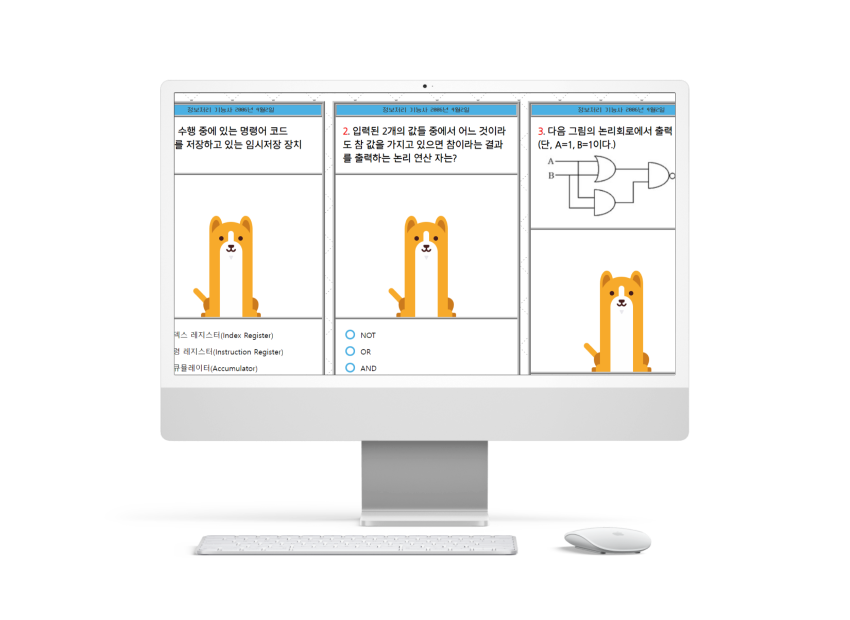 정보처리 기능사 2006년 4월2일
수행 중에 있는 명령어 코드
를 저장하고 있는 임시저장 장치
렉스 레지스터(Index Register)
령 레지스터(Instruction Register)
큐뮬레이터(Accumulator)
정보처리 기능사 2006년 4월2일
2. 입력된 2개의 값들 중에서 어느 것이라
도 참 값을 가지고 있으면 참이라는 결과
를 출력하는 논리 연산 자는?
NOT
OR
AND
정보처리 기능사 2006년 4월2일
3. 다음 그림의 논리회로에서 출력
(단, A=1, B=1이다.)
A
B